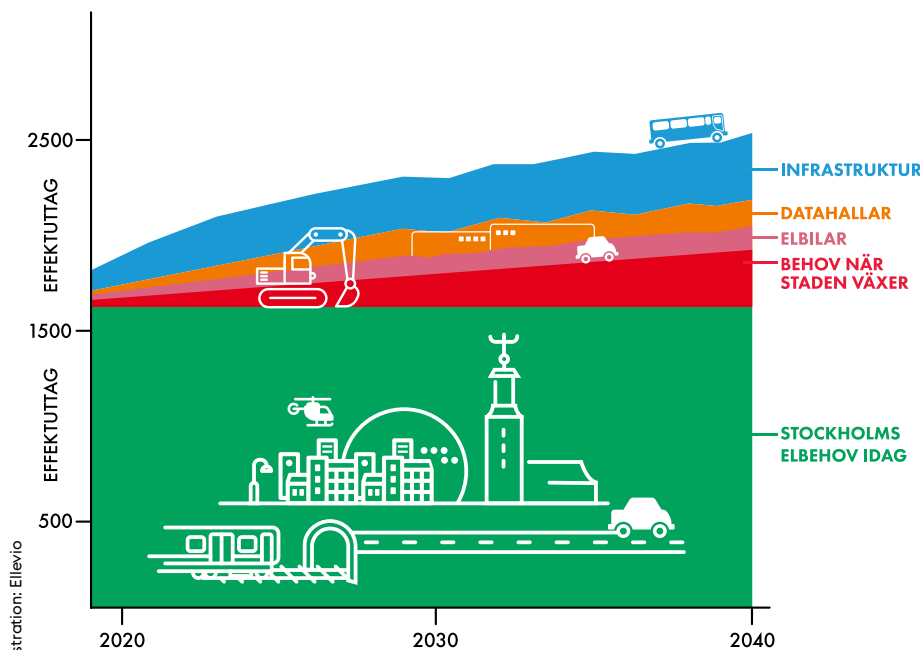 2500
EFFEKTUTTAG
1500
EFFEKTUTTAG
500
2020
2030
2040
INFRASTRUKTUR
DATAHALLAR
ELBILAR
BEHOV NÄR
STADEN VÄXER
STOCKHOLMS
ELBEHOV IDAG
stration: Ellevio